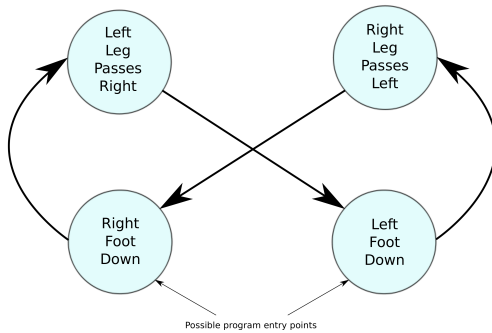 Left
Leg
Passes
Right
Right
Leg
Passes
Left
Right
Foot
Down
Left
Foot
Down
Possible program entry points